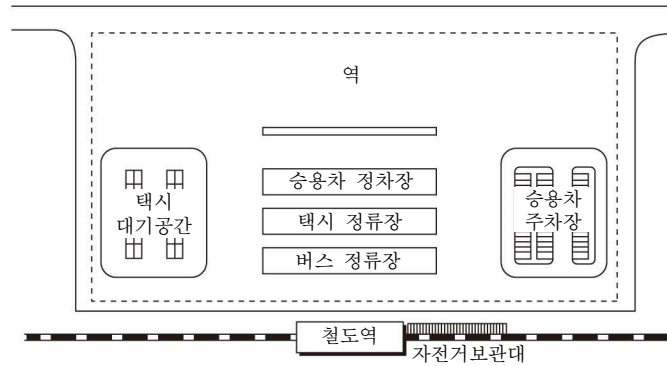 역
승용차 정차장
택시 정류장
버스 정류장
택시
대기공간
승용차
주차장
철도역
자전거보관대